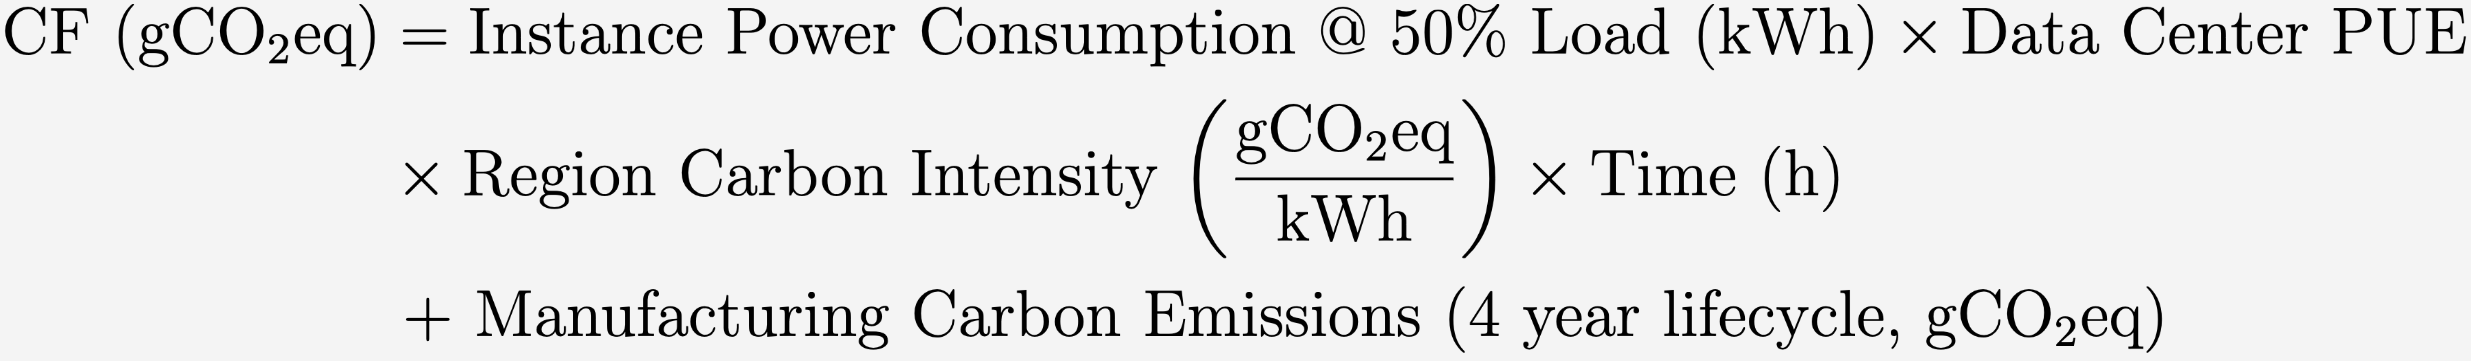 CF (gCO₂eq) = Instance Power Consumption @ 50% Load (kWh) × Data Center PUE
× Region Carbon Intensity (gCO₂eq / kWh) × Time (h)
+ Manufacturing Carbon Emissions (4 year lifecycle, gCO₂eq)